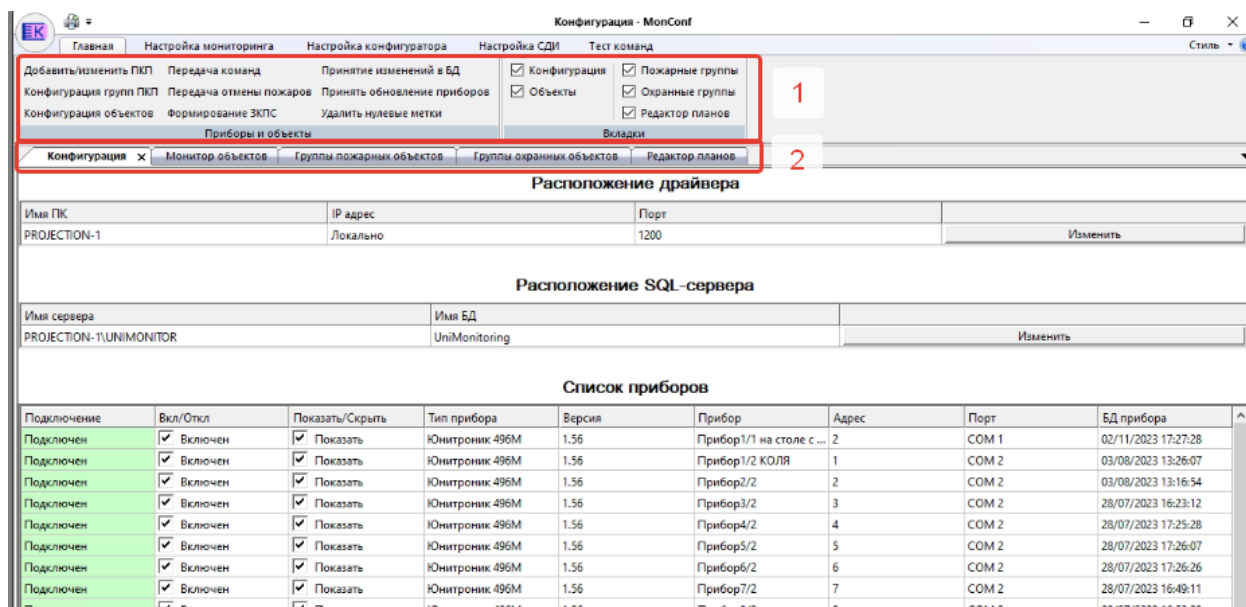 Конфигурация - MonConf
ЕК
Главная Настройка мониторинга Настройка конфигуратора Настройка СДИ Тест команд Стиль
Добавить/изменить ПКП Передача команд Принятие изменений в БД Конфигурация Пожарные группы
Конфигурация групп ПКП Передача отмены пожаров Принять обновление приборов Объекты Охранные группы 1
Конфигурация объектов Формирование ЗКПС Удалить нулевые метки Редактор планов
Приборы и объекты Вкладки
Конфигурация x Монитор объектов Группы пожарных объектов Группы охранных объектов Редактор планов 2
Расположение драйвера
Имя ПК IP адрес Порт
PROJECTION-1 Локально 1200 Изменить
Расположение SQL-сервера
Имя сервера Имя БД
PROJECTION-1\UNIMONITOR UniMonitoring Изменить
Список приборов
Подключение Вкл/Откл Показать/Скрыть Тип прибора Версия Прибор Адрес Порт БД прибора
Подключен Включен Показать Юнитроник 496М 1.56 Прибор1/1 на столе с ... 2 COM 1 02/11/2023 17:27:28
Подключен Включен Показать Юнитроник 496М 1.56 Прибор1/2 КОЛЯ 1 COM 2 03/08/2023 13:26:07
Подключен Включен Показать Юнитроник 496М 1.56 Прибор2/2 2 COM 2 03/08/2023 13:16:54
Подключен Включен Показать Юнитроник 496М 1.56 Прибор3/2 3 COM 2 28/07/2023 16:23:12
Подключен Включен Показать Юнитроник 496М 1.56 Прибор4/2 4 COM 2 28/07/2023 17:25:28
Подключен Включен Показать Юнитроник 496М 1.56 Прибор5/2 5 COM 2 28/07/2023 17:26:07
Подключен Включен Показать Юнитроник 496М 1.56 Прибор6/2 6 COM 2 28/07/2023 17:26:26
Подключен Включен Показать Юнитроник 496М 1.56 Прибор7/2 7 COM 2 28/07/2023 16:49:11